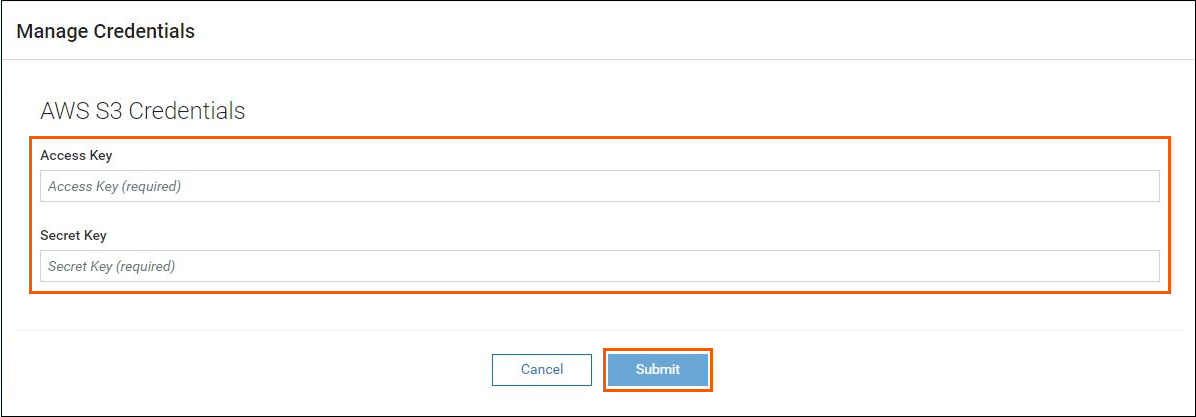 Manage Credentials
AWS S3 Credentials
Access Key
Access Key (required)
Secret Key
Secret Key (required)
Cancel Submit